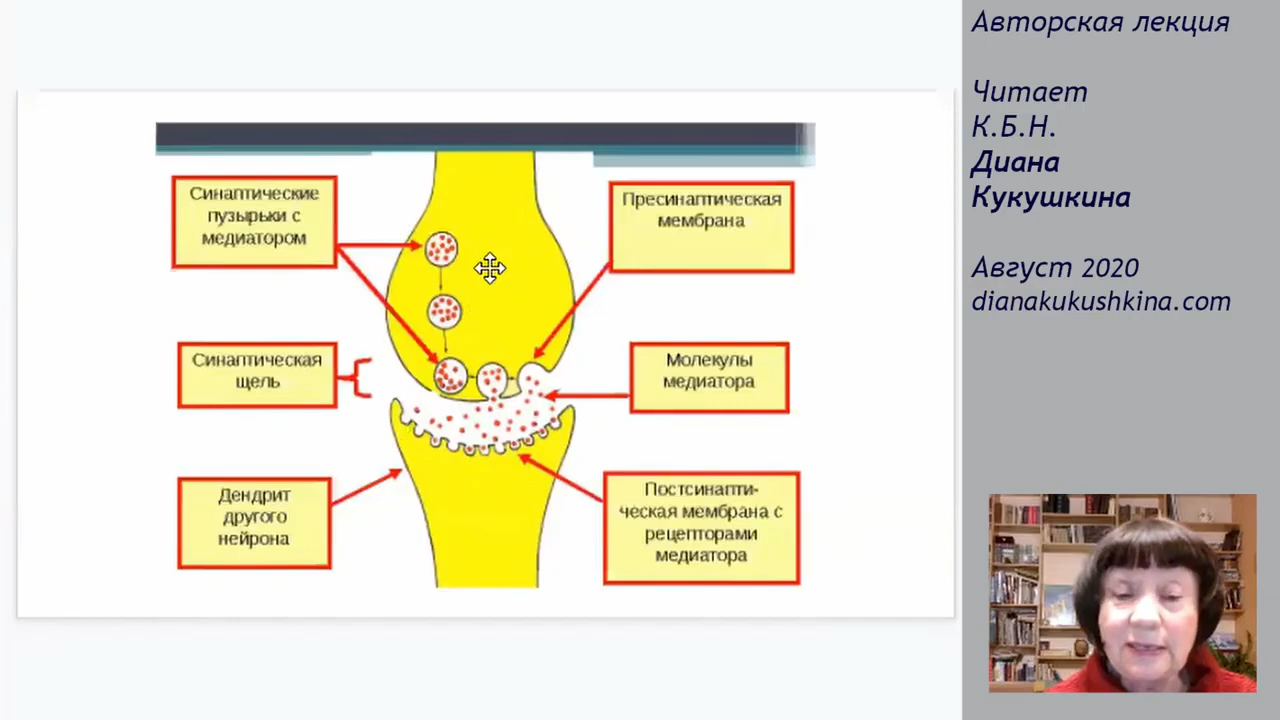 Синаптические
пузырьки с
медиатором
Пресинаптическая
мембрана
Синаптическая
щель
Молекулы
медиатора
Дендрит
другого
нейрона
Постсинапти-
ческая мембрана с
рецепторами
медиатора
Авторская лекция
Читает
К.Б.Н.
Диана
Кукушкина
Август 2020
dianakukushkina.com